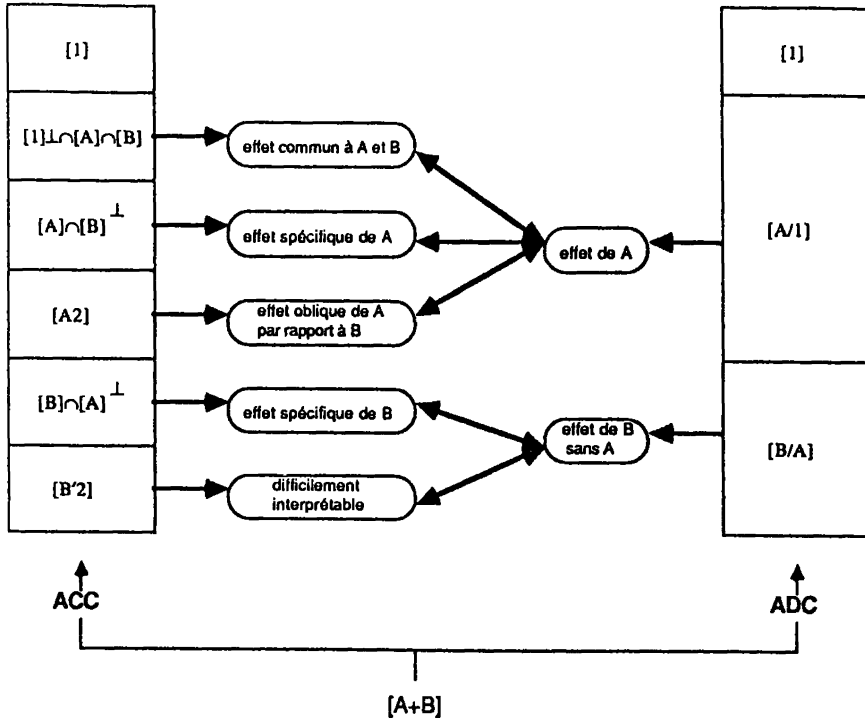 [1]
[1]⊥∩[A]∩[B]
[A]∩[B]⊥
[A2]
[B]∩[A]⊥
[B'2]
effet commun à A et B
effet spécifique de A
effet oblique de A
par rapport à B
effet spécifique de B
difficilement
interprétable
effet de A
effet de B
sans A
[1]
[A/1]
[B/A]
ACC
ADC
[A+B]